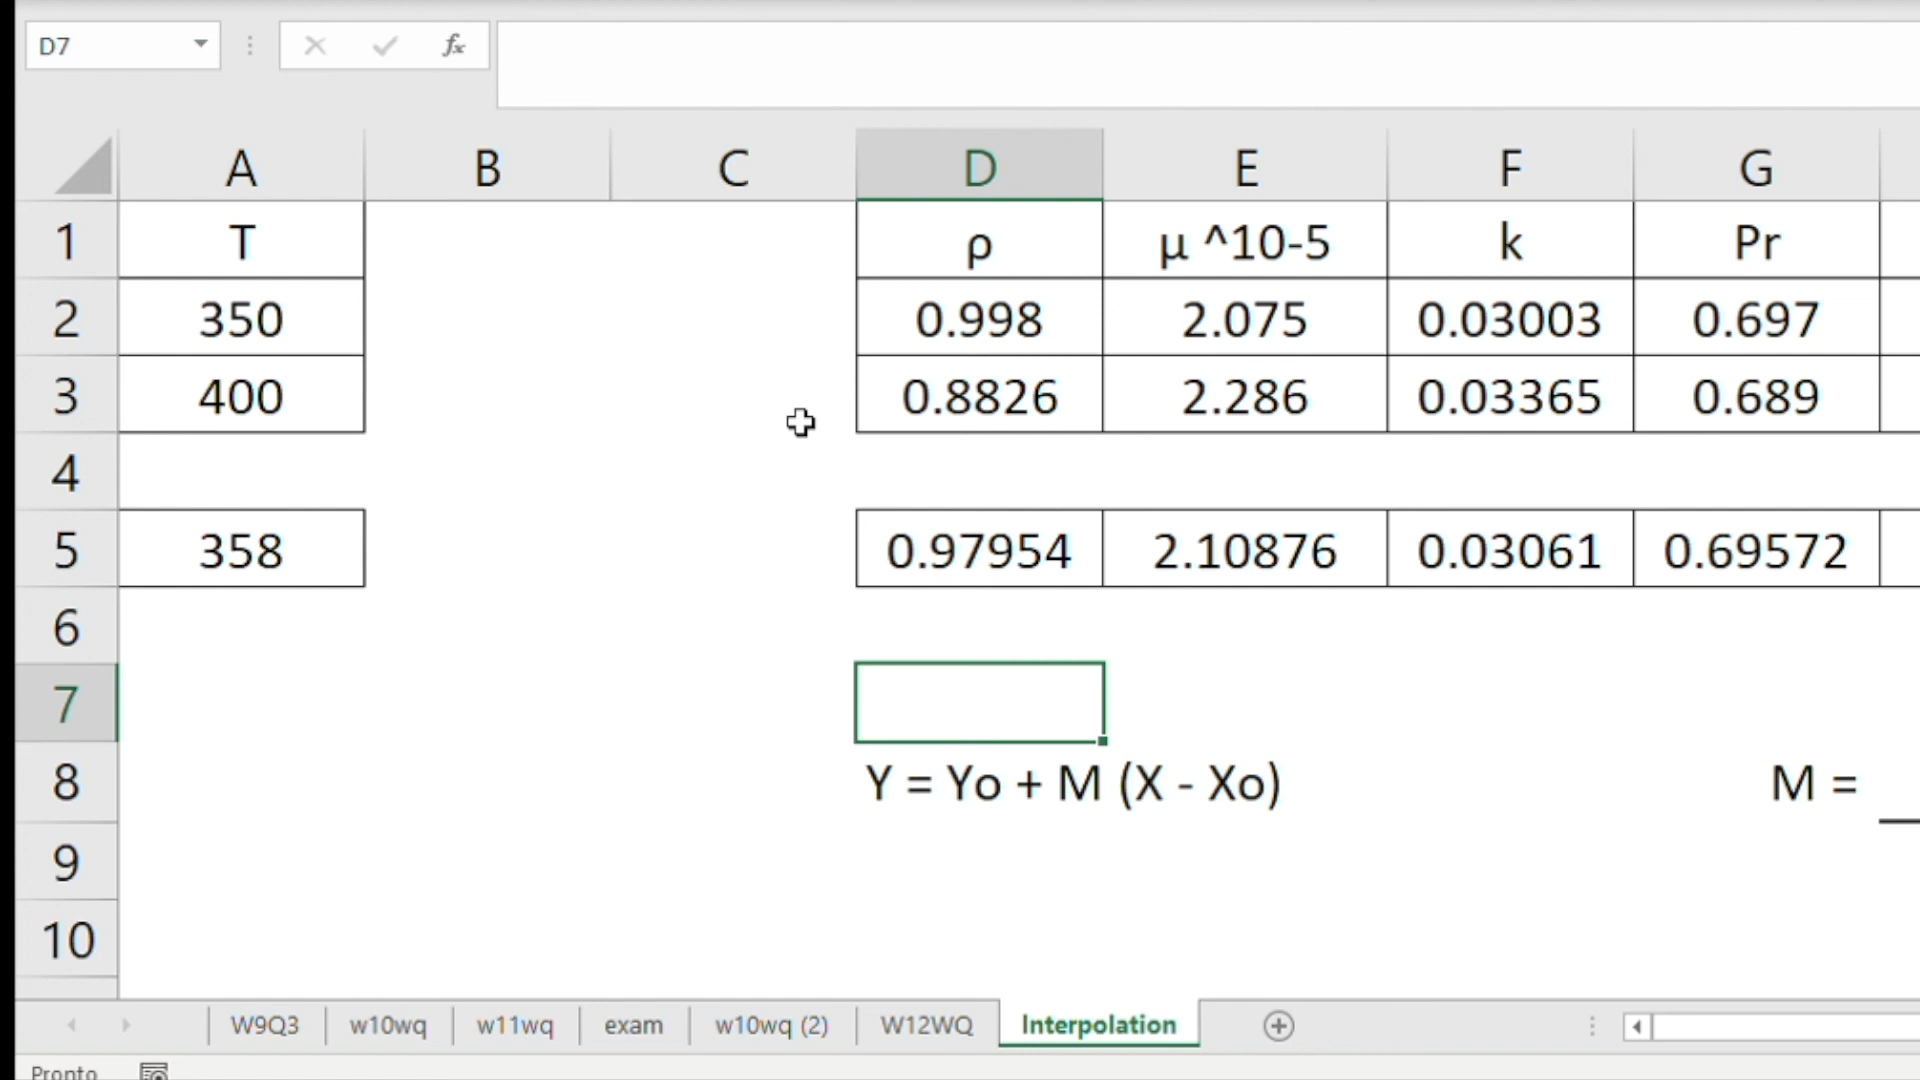 D7
fx
A B C D E F G
1 T ρ µ ^10-5 k Pr
2 350 0.998 2.075 0.03003 0.697
3 400 0.8826 2.286 0.03365 0.689
4
5 358 0.97954 2.10876 0.03061 0.69572
6
7
8 Y = Yo + M (X - Xo) M =
9
10
W9Q3 w10wq w11wq exam w10wq (2) W12WQ Interpolation
Pronto